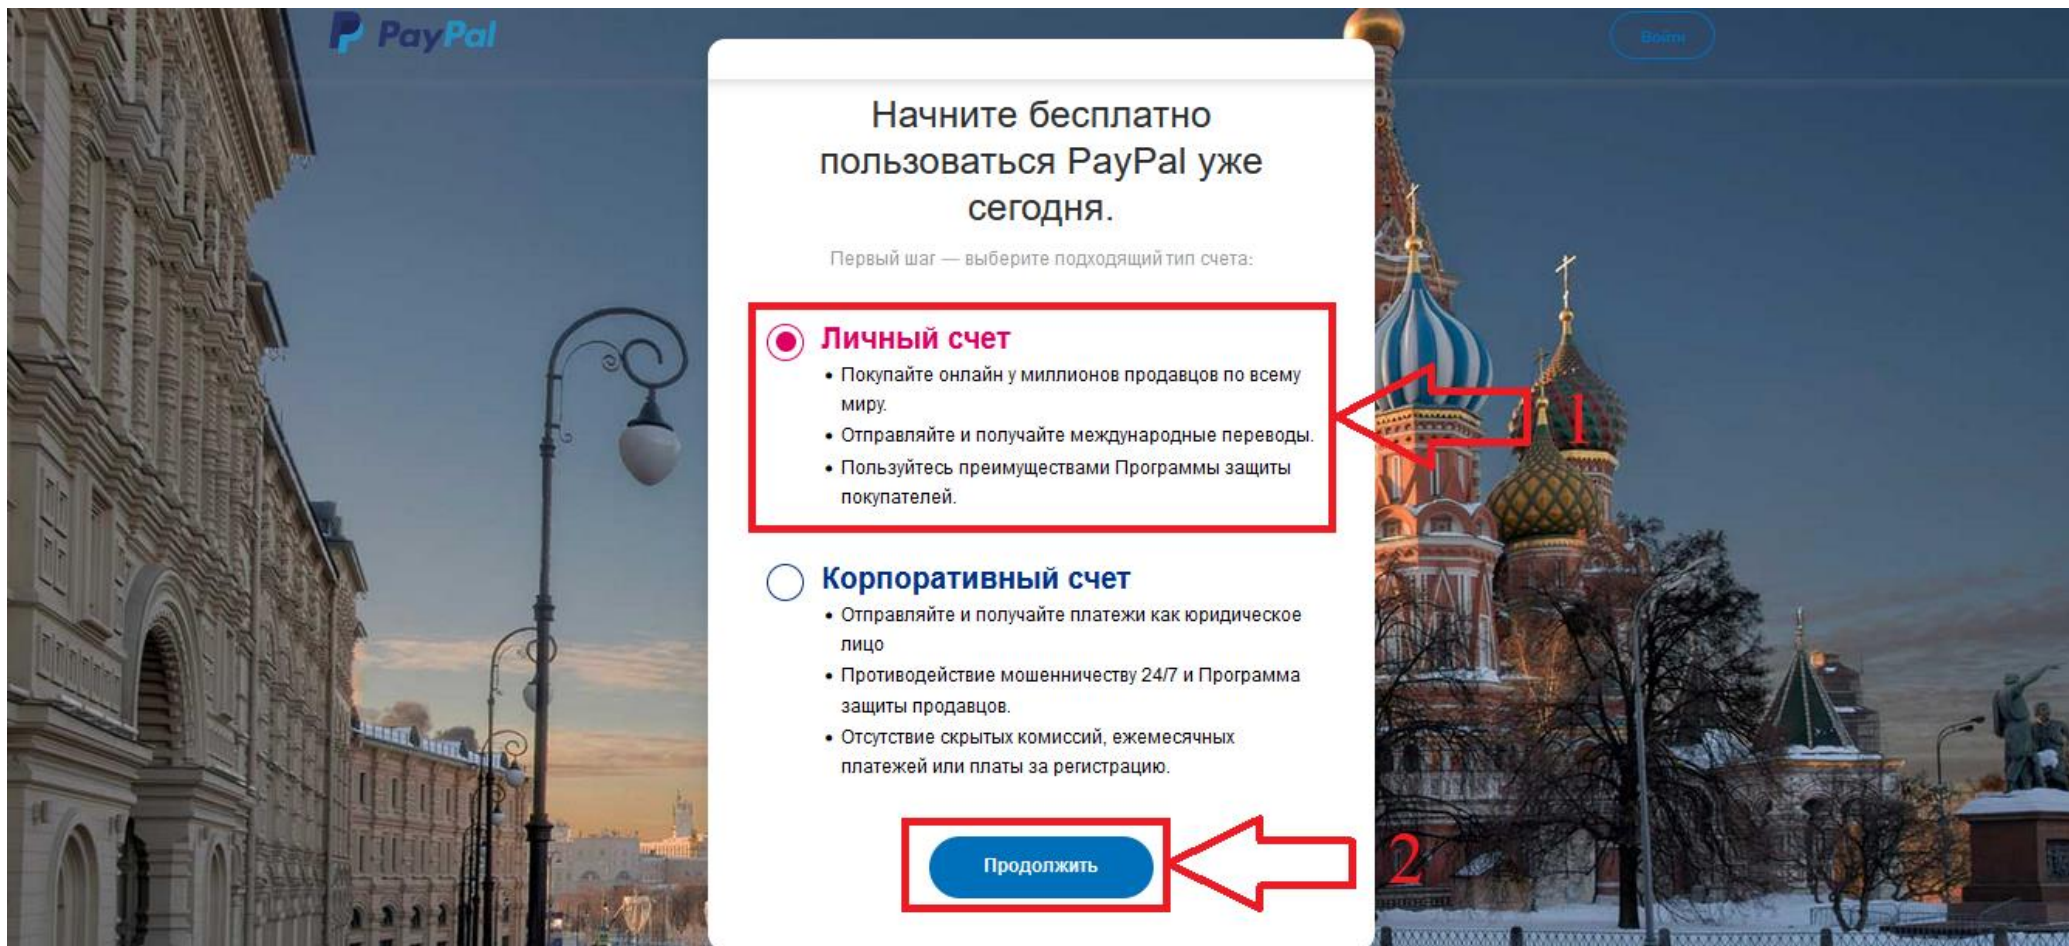 PayPal
Войти
Начните бесплатно
пользоваться PayPal уже
сегодня.
Первый шаг — выберите подходящий тип счета:
Личный счет
• Покупайте онлайн у миллионов продавцов по всему
миру.
• Отправляйте и получайте международные переводы.
• Пользуйтесь преимуществами Программы защиты
покупателей.
1
Корпоративный счет
• Отправляйте и получайте платежи как юридическое
лицо
• Противодействие мошенничеству 24/7 и Программа
защиты продавцов.
• Отсутствие скрытых комиссий, ежемесячных
платежей или платы за регистрацию.
Продолжить
2